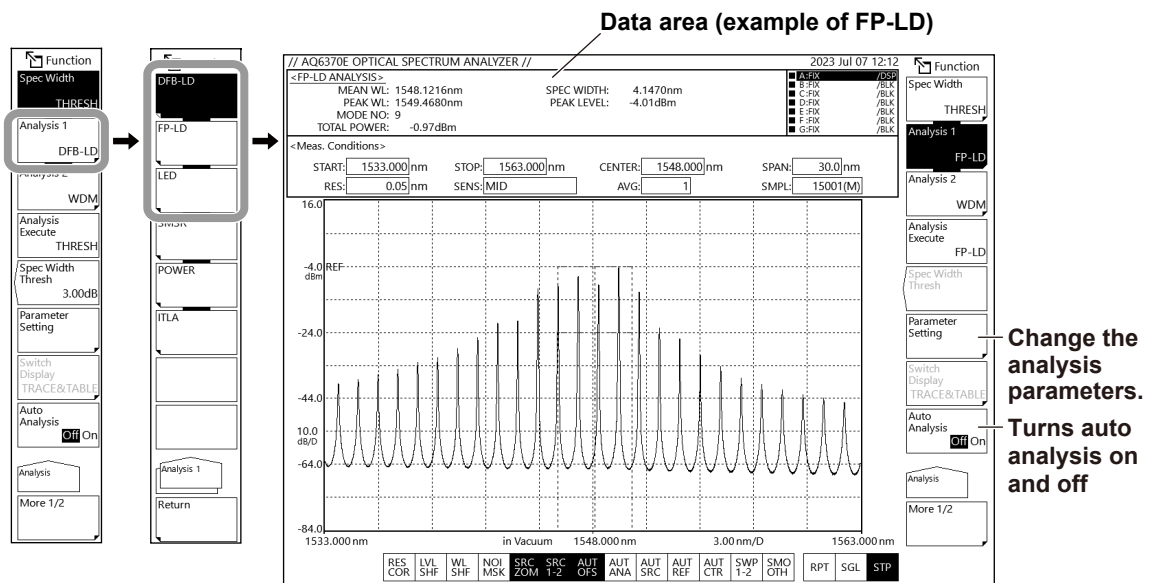 Data area (example of FP-LD)
Function
Spec Width
THRESH
Analysis 1
DFB-LD
Analysis 2
WDM
Analysis
Execute
THRESH
Spec Width
Thresh
3.00dB
Parameter
Setting
Switch
Display
TRACE&TABLE
Auto
Analysis
Off On
Analysis
More 1/2
DFB-LD
FP-LD
LED
SMSR
POWER
ITLA
Analysis 1
Return
// AQ6370E OPTICAL SPECTRUM ANALYZER // 2023 Jul 07 12:12
<FP-LD ANALYSIS>
MEAN WL: 1548.1216nm SPEC WIDTH: 4.1470nm
PEAK WL: 1549.4680nm PEAK LEVEL: -4.01dBm
MODE NO: 9
TOTAL POWER: -0.97dBm
A:FIX /DSP
B:FIX /BLK
C:FIX /BLK
D:FIX /BLK
E:FIX /BLK
F:FIX /BLK
G:FIX /BLK
<Meas. Conditions>
START: 1533.000 nm STOP: 1563.000 nm CENTER: 1548.000 nm SPAN: 30.0 nm
RES: 0.05 nm SENS: MID AVG: 1 SMPL: 15001(M)
16.0
-4.0 REF
dBm
-24.0
-44.0
10.0
dB/D
-64.0
-84.0
1533.000 nm in Vacuum 1548.000 nm 3.00 nm/D 1563.000 nm
RES COR
LVL SHF
WL SHF
NOI MSK
SRC ZOM
SRC 1-2
AUT OFS
AUT ANA
AUT SRC
AUT REF
AUT CTR
SWP 1-2
SMO OTH
RPT
SGL
STP
Function
Spec Width
THRESH
Analysis 1
FP-LD
Analysis 2
WDM
Analysis
Execute
FP-LD
Spec Width
Thresh
Parameter
Setting
Switch
Display
TRACE&TABLE
Auto
Analysis
Off On
Analysis
More 1/2
Change the
analysis
parameters.
Turns auto
analysis on
and off